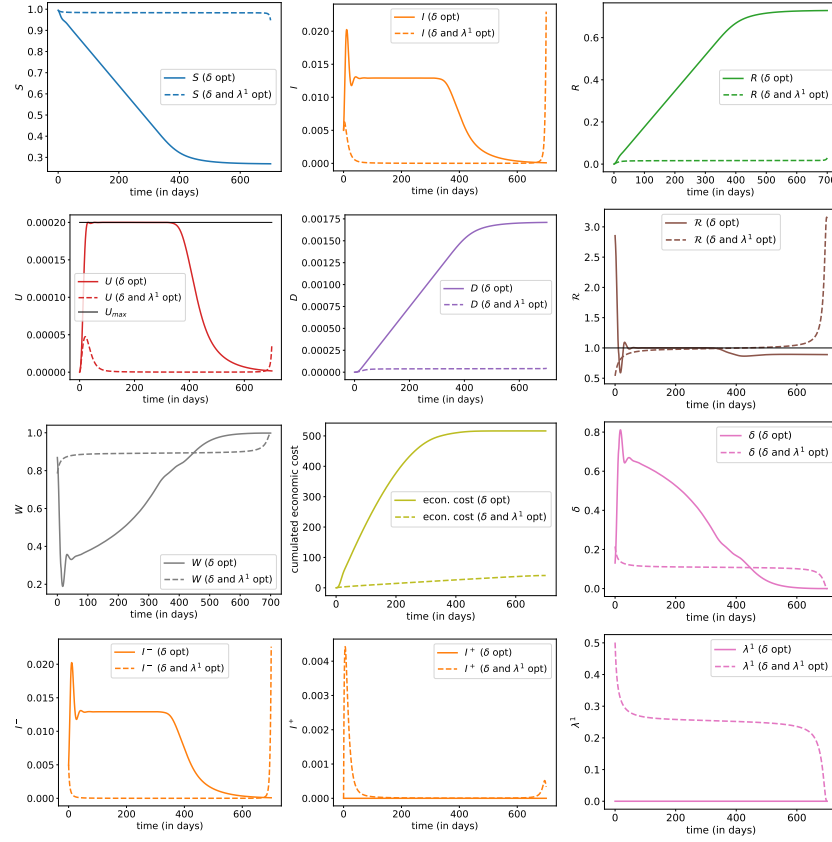 1.0
0.9
0.8
0.7
0.6
0.5
0.4
0.3
S
0
200
400
600
time (in days)
S (δ opt)
S (δ and λ¹ opt)
0.020
0.015
0.010
0.005
0.000
I
0
200
400
600
time (in days)
I (δ opt)
I (δ and λ¹ opt)
0.6
0.4
0.2
0.0
R
0
100
200
300
400
500
600
700
time (in days)
R (δ opt)
R (δ and λ¹ opt)
0.00020
0.00015
0.00010
0.00005
0.00000
U
0
200
400
600
time (in days)
U (δ opt)
U (δ and λ¹ opt)
Umax
0.00175
0.00150
0.00125
0.00100
0.00075
0.00050
0.00025
0.00000
D
0
200
400
600
time (in days)
D (δ opt)
D (δ and λ¹ opt)
3.0
2.5
2.0
1.5
1.0
0.5
ℛ
0
200
400
600
time (in days)
ℛ (δ opt)
ℛ (δ and λ¹ opt)
1.0
0.8
0.6
0.4
0.2
W
0
100
200
300
400
500
600
700
time (in days)
W (δ opt)
W (δ and λ¹ opt)
500
400
300
200
100
0
cumulated economic cost
0
200
400
600
time (in days)
econ. cost (δ opt)
econ. cost (δ and λ¹ opt)
0.8
0.6
0.4
0.2
0.0
δ
0
200
400
600
time (in days)
δ (δ opt)
δ (δ and λ¹ opt)
0.020
0.015
0.010
0.005
0.000
I⁻
0
200
400
600
time (in days)
I⁻ (δ opt)
I⁻ (δ and λ¹ opt)
0.004
0.003
0.002
0.001
0.000
I⁺
0
200
400
600
time (in days)
I⁺ (δ opt)
I⁺ (δ and λ¹ opt)
0.5
0.4
0.3
0.2
0.1
0.0
λ¹
0
200
400
600
time (in days)
λ¹ (δ opt)
λ¹ (δ and λ¹ opt)